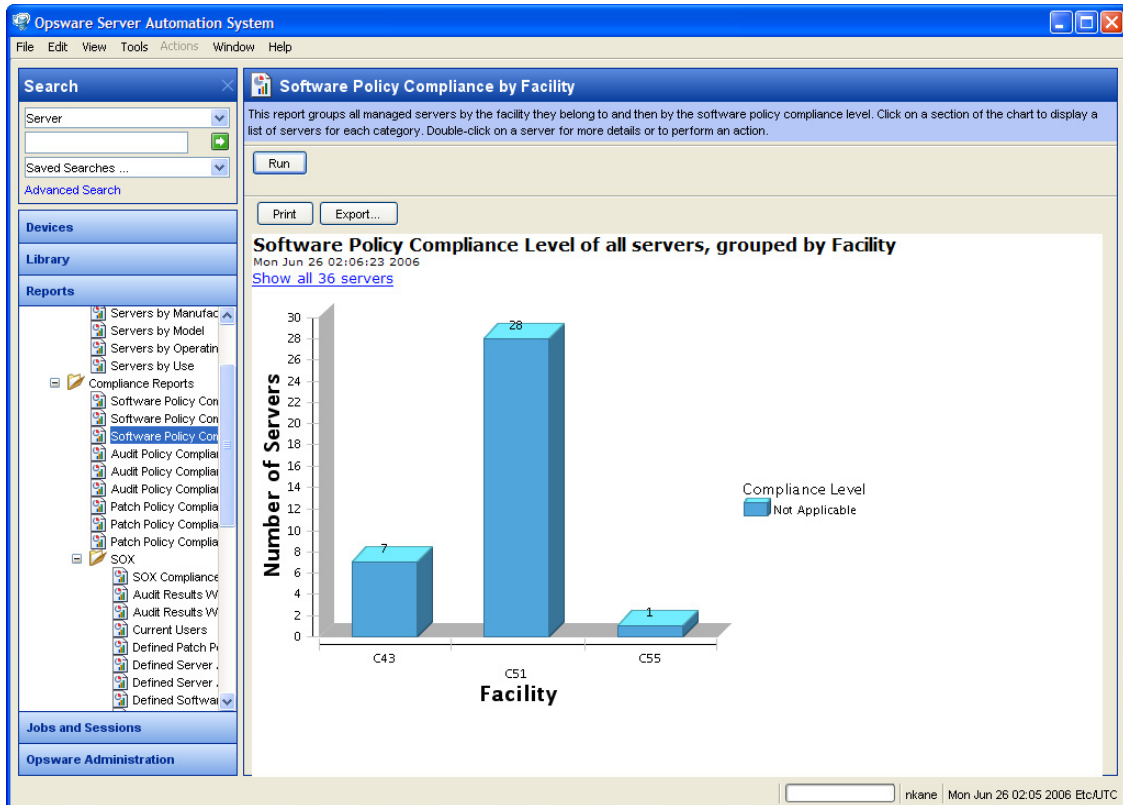 Opsware Server Automation System
File Edit View Tools Actions Window Help
Search
Server
Saved Searches ...
Advanced Search
Devices
Library
Reports
Servers by Manufac
Servers by Model
Servers by Operatin
Servers by Use
Compliance Reports
Software Policy Con
Software Policy Con
Software Policy Co
Audit Policy Complia
Audit Policy Complia
Audit Policy Complia
Patch Policy Complia
Patch Policy Complia
Patch Policy Complia
SOX
SOX Compliance
Audit Results W
Audit Results W
Current Users
Defined Patch P
Defined Server
Defined Server
Defined Softwa
Jobs and Sessions
Opsware Administration
Software Policy Compliance by Facility
This report groups all managed servers by the facility they belong to and then by the software policy compliance level. Click on a section of the chart to display a
list of servers for each category. Double-click on a server for more details or to perform an action.
Run
Print Export...
Software Policy Compliance Level of all servers, grouped by Facility
Mon Jun 26 02:06:23 2006
Show all 36 servers
Number of Servers
30
28
26
24
22
20
18
16
14
12
10
8
6
4
2
0
7
28
1
C43
C51
C55
Facility
Compliance Level
Not Applicable
nkane Mon Jun 26 02:05 2006 Etc/UTC